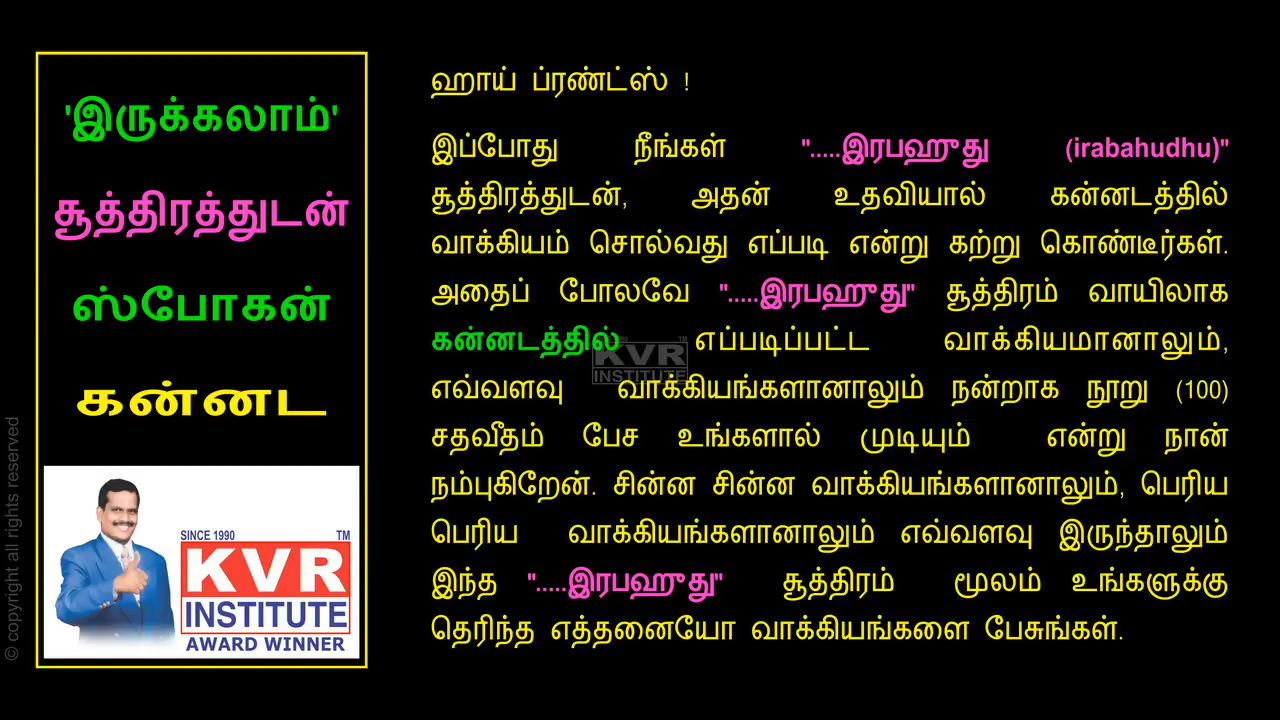 'இருக்கலாம்'
சூத்திரத்துடன்
ஸ்போகன்
கன்னட
SINCE 1990 TM
KVR
INSTITUTE
AWARD WINNER
© copyright all rights reserved
ஹாய் ப்ரண்ட்ஸ் !
இப்போது நீங்கள் ".....இரபஹுது (irabahudhu)"
சூத்திரத்துடன், அதன் உதவியால் கன்னடத்தில்
வாக்கியம் சொல்வது எப்படி என்று கற்று கொண்டீர்கள்.
அதைப் போலவே ".....இரபஹுது" சூத்திரம் வாயிலாக
கன்னடத்தில் எப்படிப்பட்ட வாக்கியமானாலும்,
எவ்வளவு வாக்கியங்களானாலும் நன்றாக நூறு (100)
சதவீதம் பேச உங்களால் முடியும் என்று நான்
நம்புகிறேன். சின்ன சின்ன வாக்கியங்களானாலும், பெரிய
பெரிய வாக்கியங்களானாலும் எவ்வளவு இருந்தாலும்
இந்த ".....இரபஹுது" சூத்திரம் மூலம் உங்களுக்கு
தெரிந்த எத்தனையோ வாக்கியங்களை பேசுங்கள்.
KVR TM
INSTITUTE